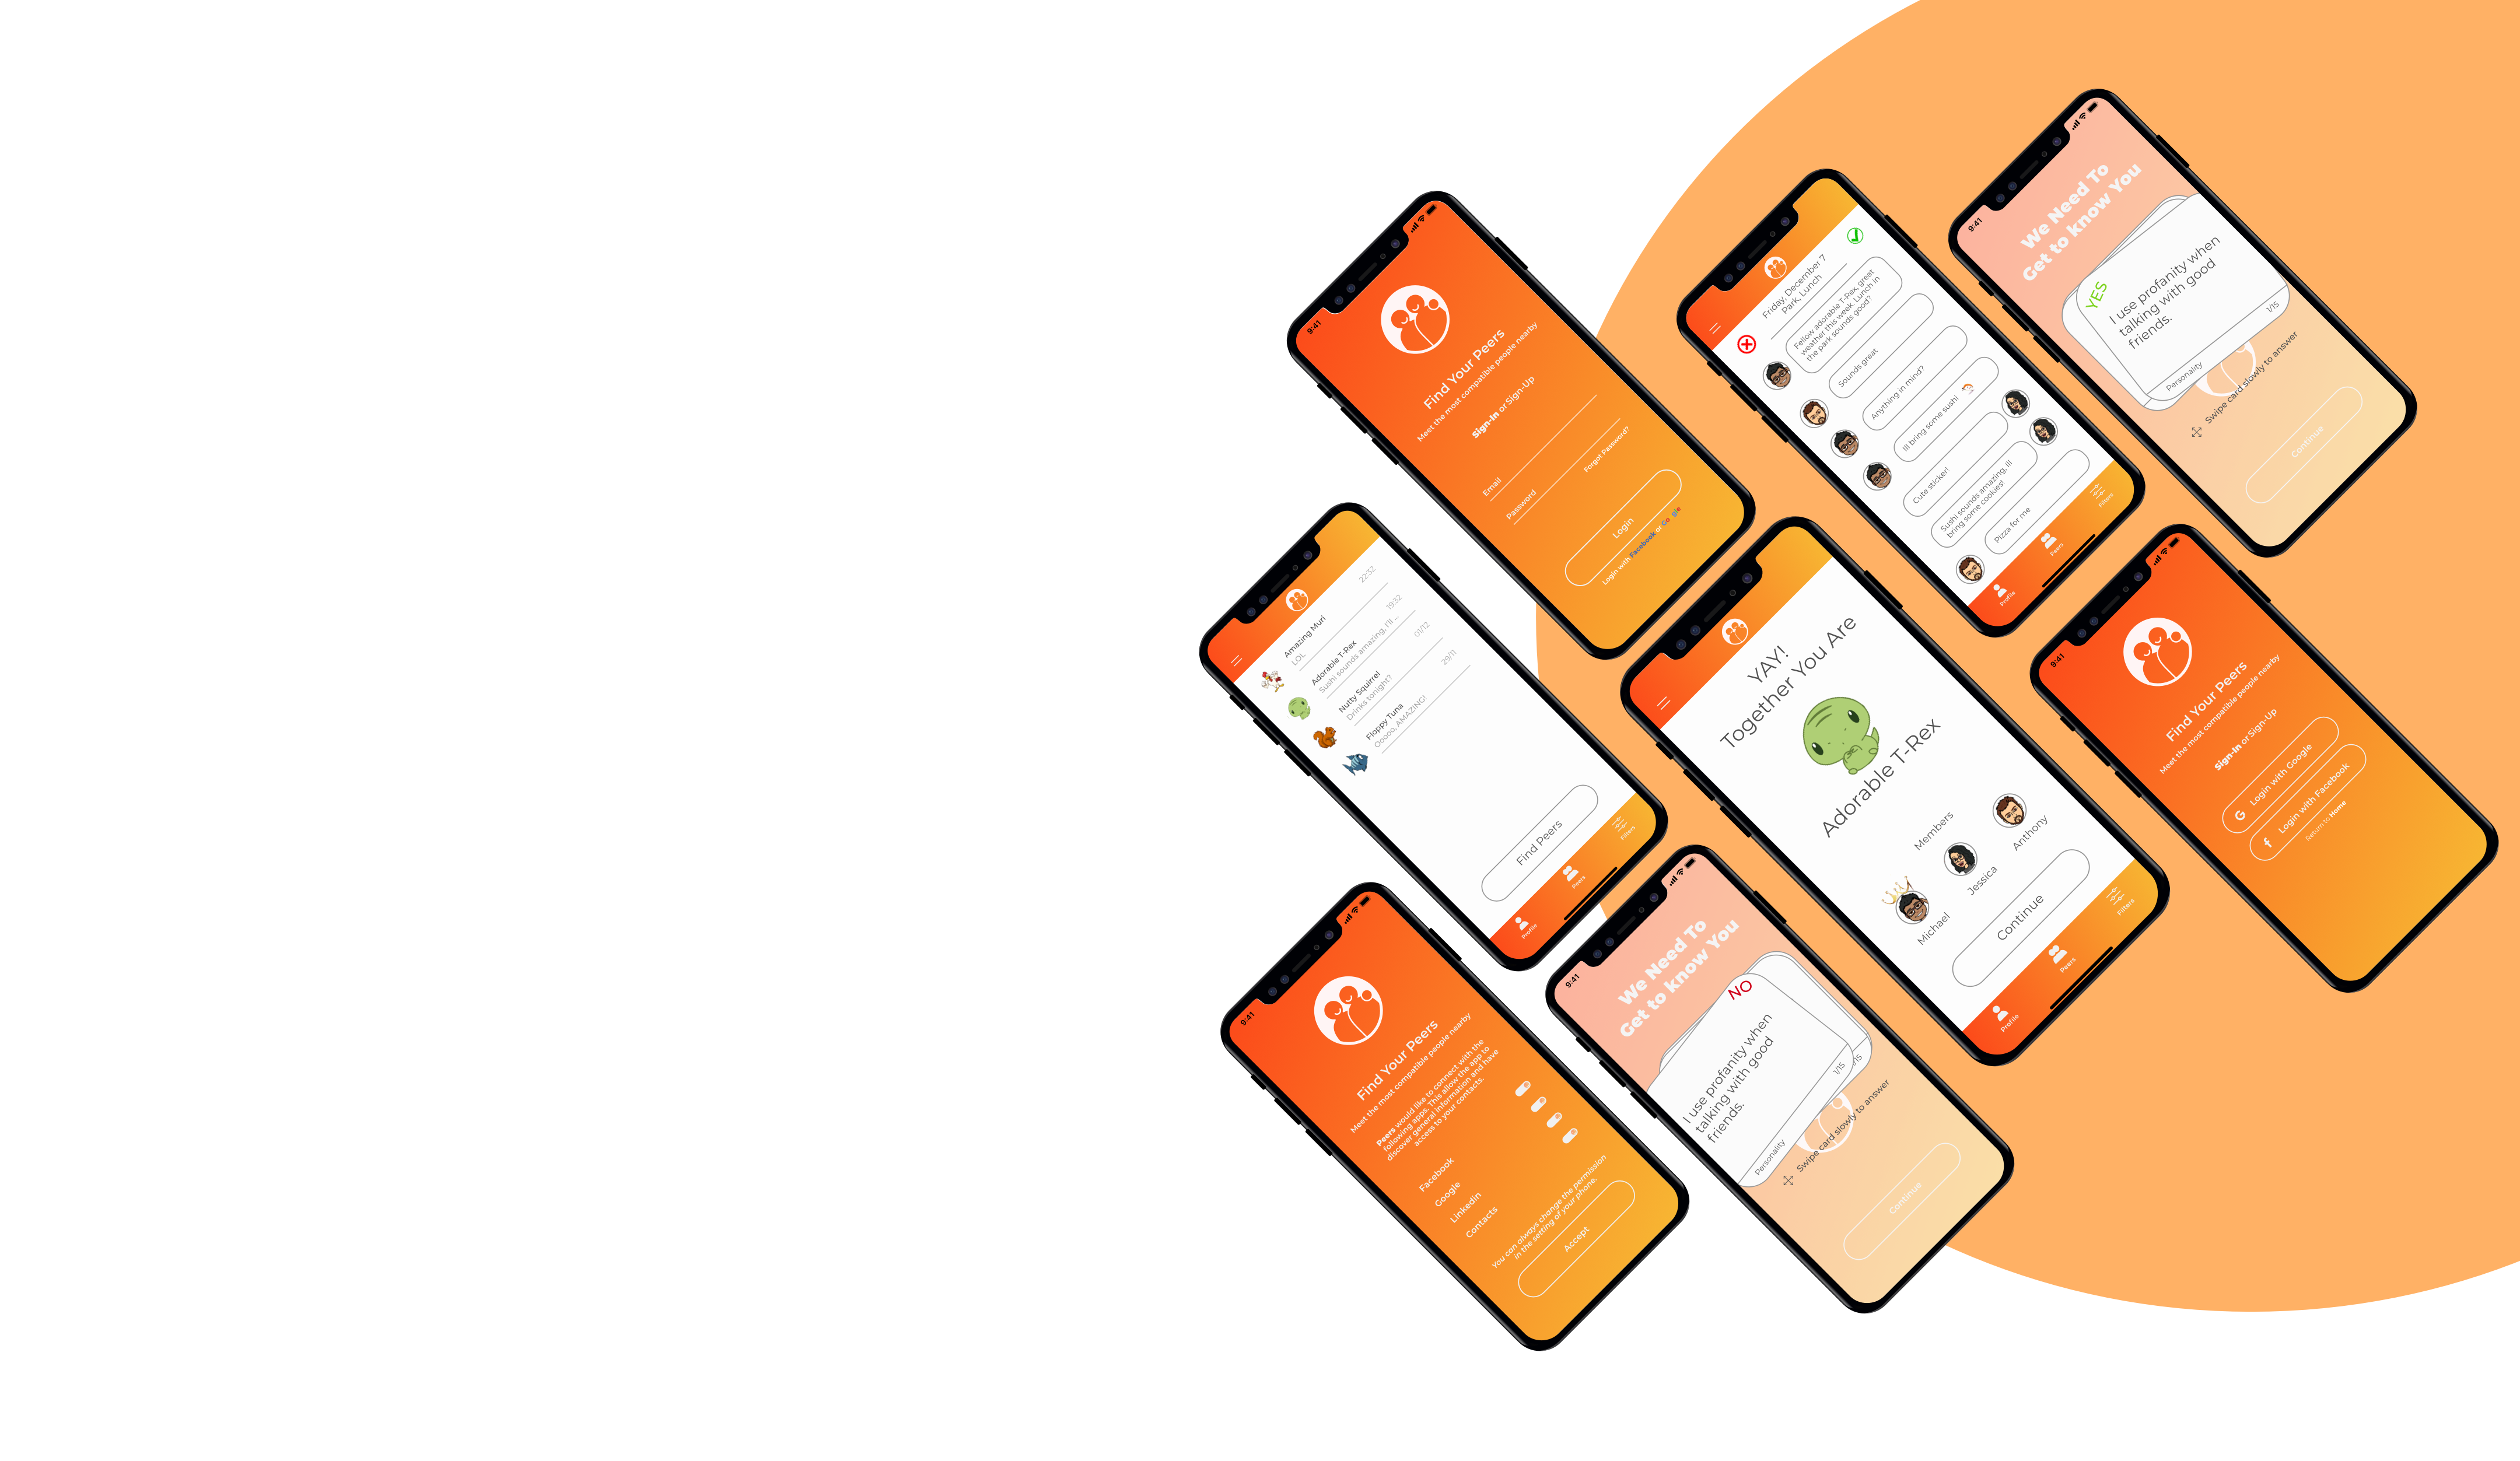 9:41
Find Your Peers
Meet the most compatible people nearby
Sign-In or Sign-Up
Email
Password
Forgot Password?
Login
Login with Facebook or Google
Friday, December 7
Park, Lunch
Fellow adorable T-Rex, great
weather this week. Lunch in
the park sounds good?
Sounds great
Anything in mind?
Ill bring some sushi
Cute sticker!
Sushi sounds amazing, ill
bring some cookies!
Pizza for me
Profile
Peers
Filters
9:41
We Need To
Get to know You
YES
I use profanity when
talking with good
friends.
Personality
1/15
Swipe card slowly to answer
Continue
Amazing Muri
22:32
LOL
Adorable T-Rex
19:32
Sushi sounds amazing, I'll ...
Nutty Squirrel
01/12
Drinks tonight?
Floppy Tuna
29/11
Ooooo, AMAZING!
Find Peers
Profile
Peers
Filters
YAY!
Together You Are
Adorable T-Rex
Members
Michael
Jessica
Anthony
Continue
Profile
Peers
Filters
9:41
Find Your Peers
Meet the most compatible people nearby
Sign-In or Sign-Up
G Login with Google
f Login with Facebook
Return to Home
9:41
Find Your Peers
Meet the most compatible people nearby
Peers would like to connect with the
following apps. This allow the app to
discover general information and have
access to your contacts.
Facebook
Google
Linkedin
Contacts
You can always change the permission
in the setting of your phone.
Accept
9:41
We Need To
Get to know You
NO
I use profanity when
talking with good
friends.
Personality
1/15
/15
Swipe card slowly to answer
Continue